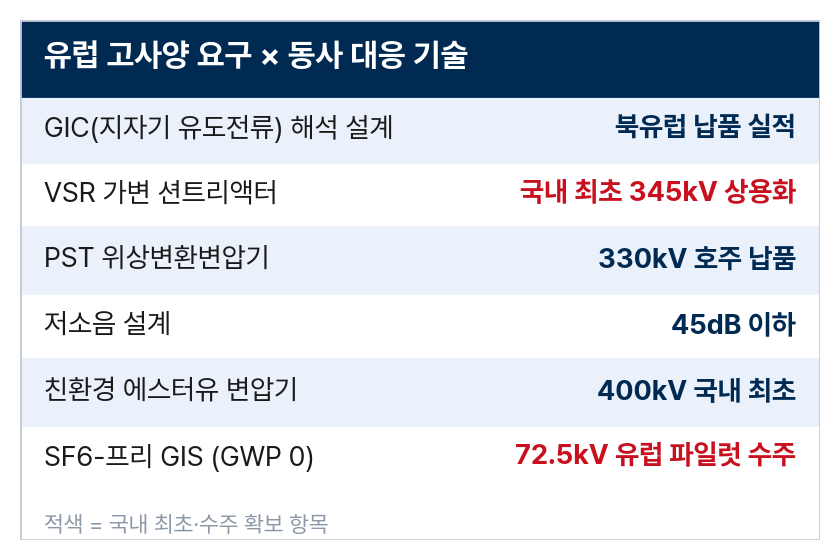 유럽 고사양 요구 × 동사 대응 기술
GIC(지자기 유도전류) 해석 설계 북유럽 납품 실적
VSR 가변 션트리액터 국내 최초 345kV 상용화
PST 위상변환변압기 330kV 호주 납품
저소음 설계 45dB 이하
친환경 에스터유 변압기 400kV 국내 최초
SF6-프리 GIS (GWP 0) 72.5kV 유럽 파일럿 수주
적색 = 국내 최초·수주 확보 항목